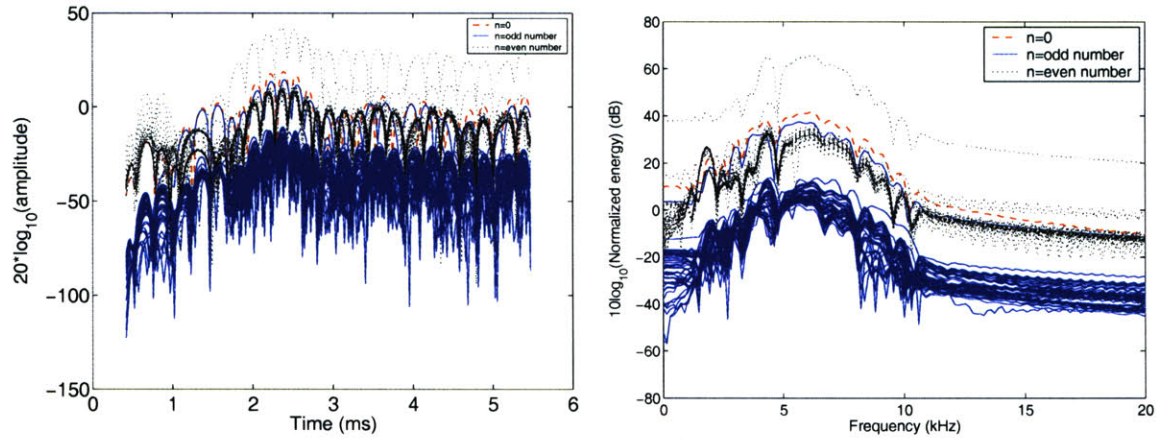 50
0
-50
-100
-150
20*log10(amplitude)
n=0
n=odd number
n=even number
0 1 2 3 4 5 6
Time (ms)
80
60
40
20
0
-20
-40
-60
-80
10log10(Normalized energy) (dB)
n=0
n=odd number
n=even number
0 5 10 15 20
Frequency (kHz)